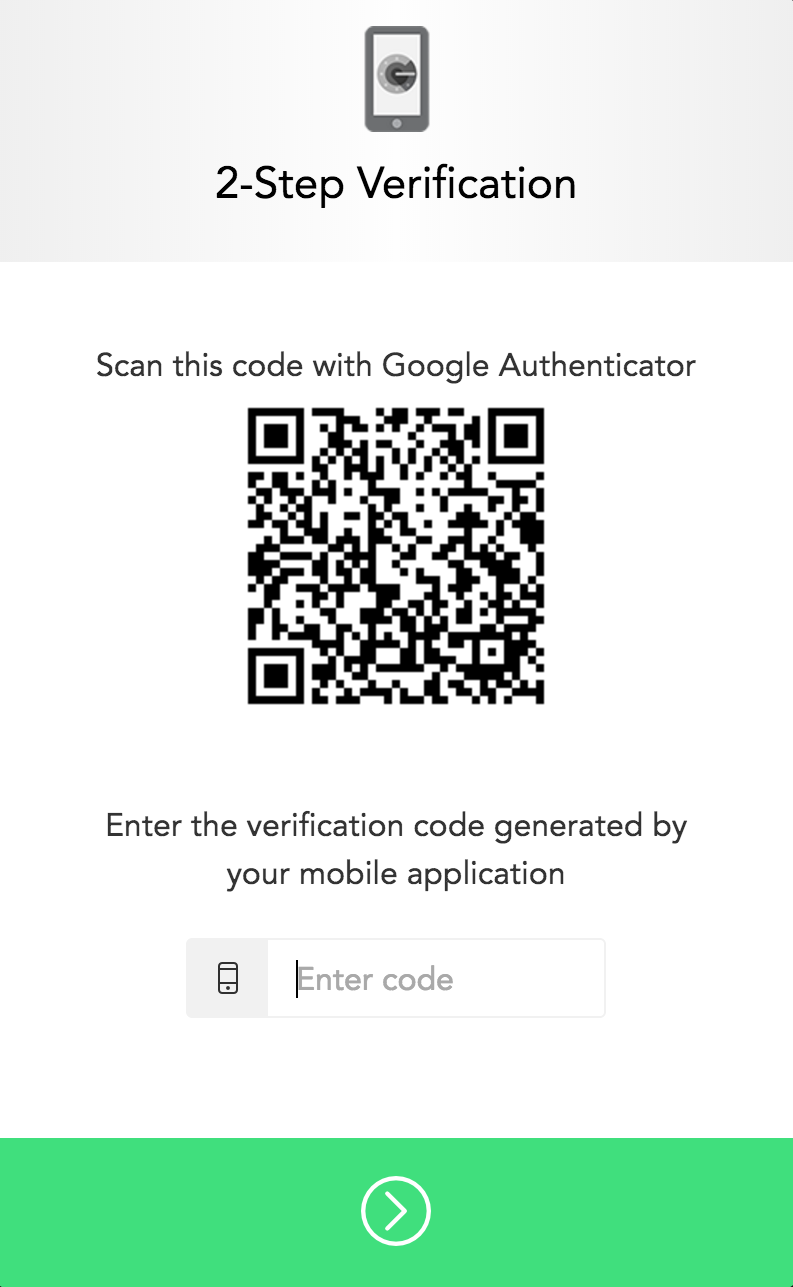 2-Step Verification
Scan this code with Google Authenticator
Enter the verification code generated by
your mobile application
Enter code